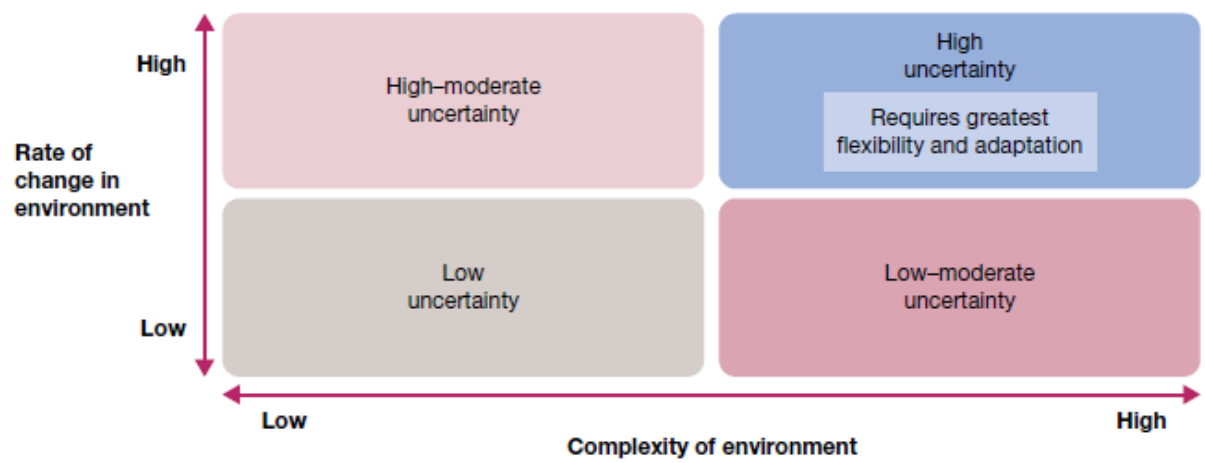 High
High–moderate
uncertainty
High
uncertainty
Requires greatest
flexibility and adaptation
Rate of
change in
environment
Low
uncertainty
Low–moderate
uncertainty
Low
Low
High
Complexity of environment